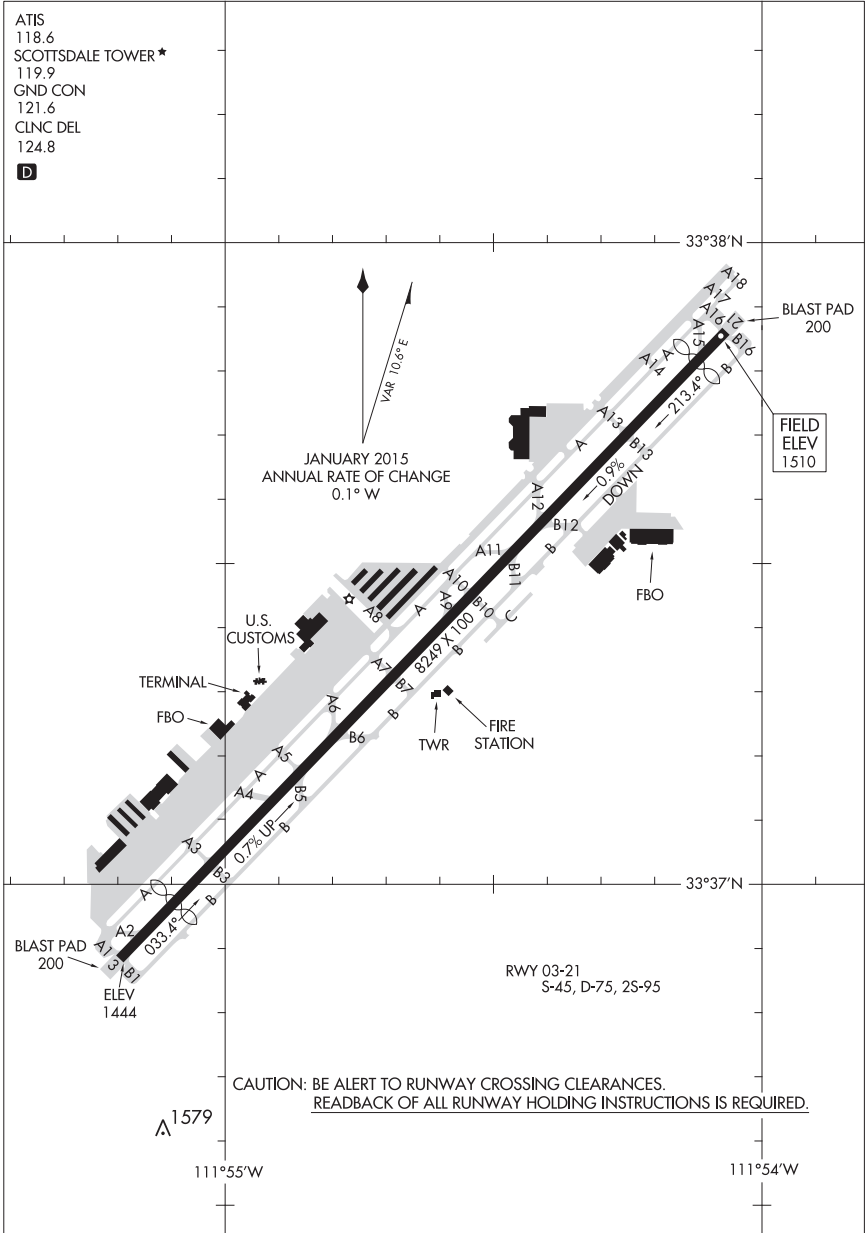 ATIS
118.6
SCOTTSDALE TOWER★
119.9
GND CON
121.6
CLNC DEL
124.8
D
33°38'N
VAR 10.6° E
JANUARY 2015
ANNUAL RATE OF CHANGE
0.1° W
A18
A17
A16
21
BLAST PAD
200
A15
B16
A
A14
B
213.4°
FIELD
ELEV
1510
A13
A
B13
0.9%
DOWN
A12
B12
A11
B
B11
FBO
A10
A9
B10
C
A8
A
8249 X 100
B
U.S.
CUSTOMS
A7
B7
TERMINAL
A6
B
FBO
B6
TWR
FIRE
STATION
A5
A
A4
B5
B
0.7% UP
A3
B3
33°37'N
A
B
033.4°
A2
A1
3
B1
BLAST PAD
200
ELEV
1444
RWY 03-21
S-45, D-75, 2S-95
CAUTION: BE ALERT TO RUNWAY CROSSING CLEARANCES.
READBACK OF ALL RUNWAY HOLDING INSTRUCTIONS IS REQUIRED.
1579
111°55'W
111°54'W